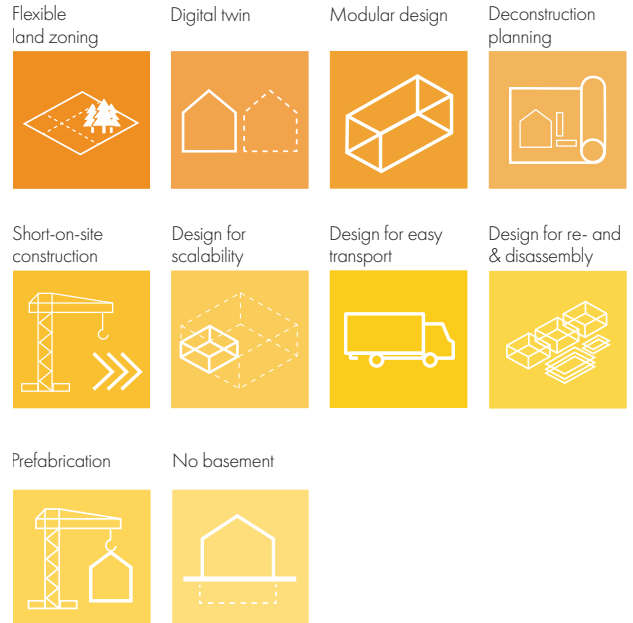 Flexible
land zoning
Digital twin
Modular design
Deconstruction
planning
Short-on-site
construction
Design for
scalability
Design for easy
transport
Design for re- and
& disassembly
Prefabrication
No basement